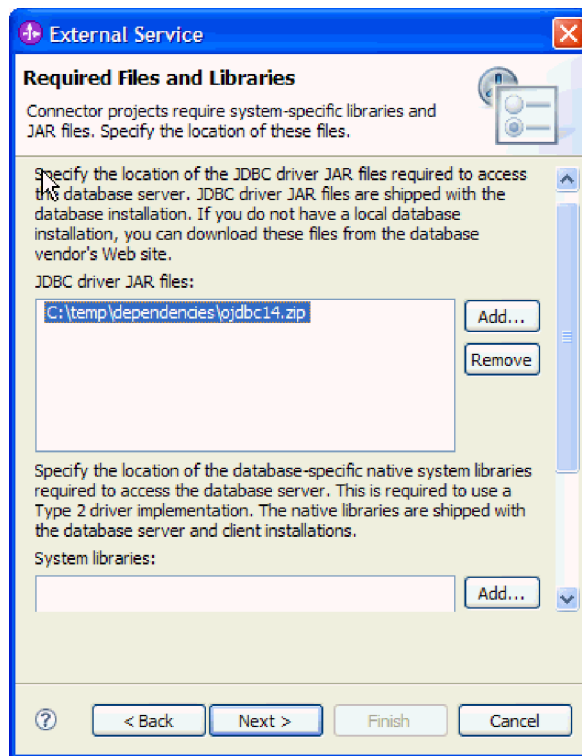 External Service
Required Files and Libraries
Connector projects require system-specific libraries and
JAR files. Specify the location of these files.
Specify the location of the JDBC driver JAR files required to access
this database server. JDBC driver JAR files are shipped with the
database installation. If you do not have a local database
installation, you can download these files from the database
vendor's Web site.
JDBC driver JAR files:
C:\temp\dependencies\ojdbc14.zip
Add...
Remove
Specify the location of the database-specific native system libraries
required to access the database server. This is required to use a
Type 2 driver implementation. The native libraries are shipped with
the database server and client installations.
System libraries:
Add...
?
< Back
Next >
Finish
Cancel